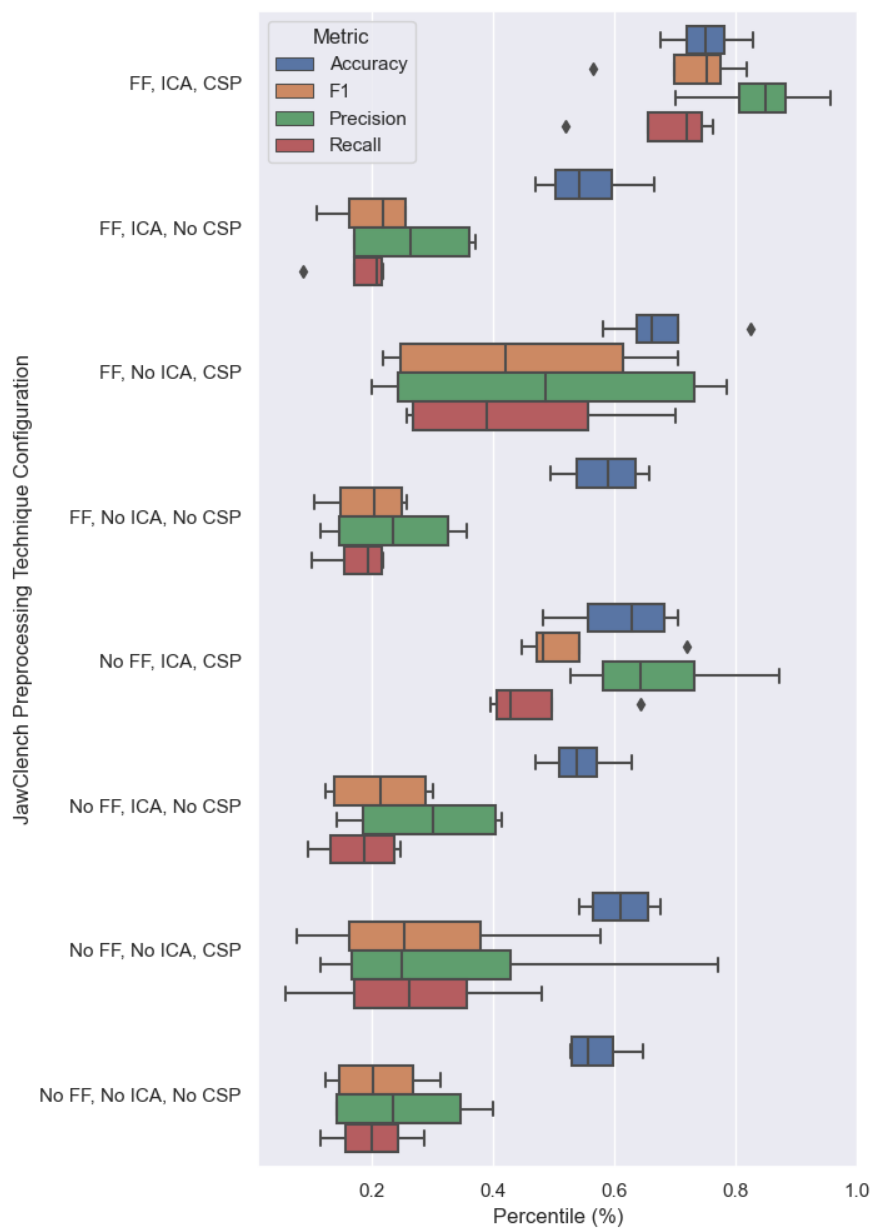 Metric
Accuracy
F1
Precision
Recall
FF, ICA, CSP
FF, ICA, No CSP
FF, No ICA, CSP
FF, No ICA, No CSP
No FF, ICA, CSP
No FF, ICA, No CSP
No FF, No ICA, CSP
No FF, No ICA, No CSP
JawClench Preprocessing Technique Configuration
0.2 0.4 0.6 0.8 1.0
Percentile (%)